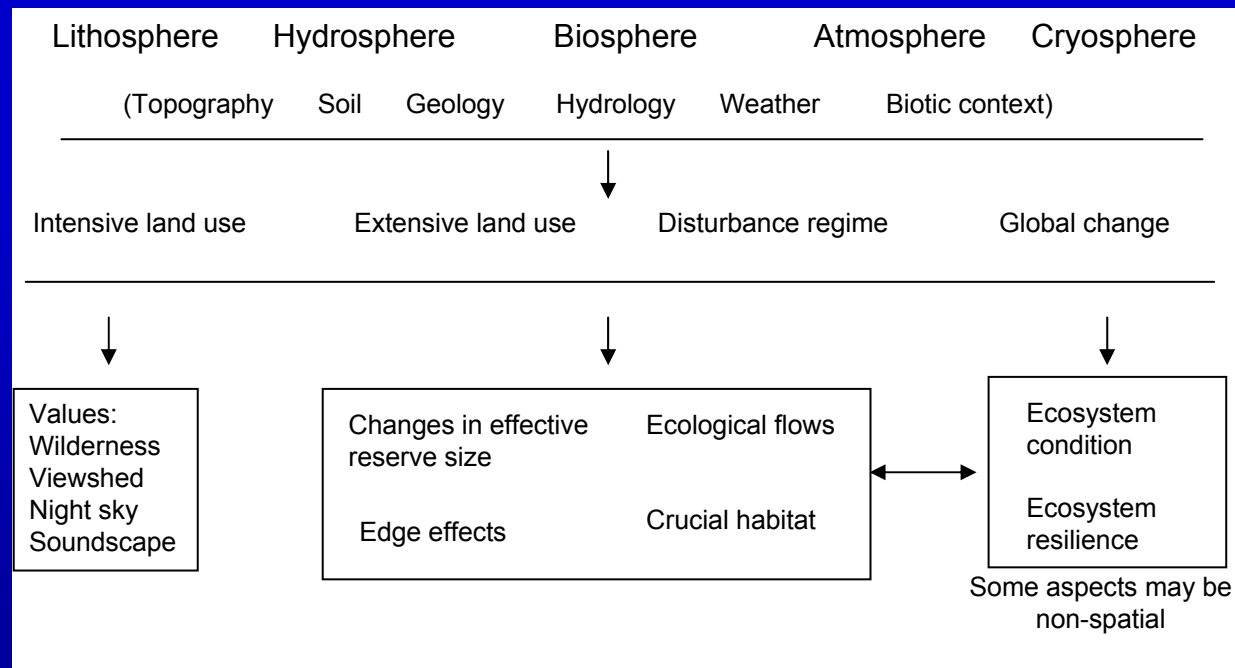 Lithosphere Hydrosphere Biosphere Atmosphere Cryosphere
(Topography Soil Geology Hydrology Weather Biotic context)
Intensive land use Extensive land use Disturbance regime Global change
Values:
Wilderness
Viewshed
Night sky
Soundscape
Changes in effective
reserve size
Ecological flows
Edge effects
Crucial habitat
Ecosystem
condition
Ecosystem
resilience
Some aspects may be
non-spatial